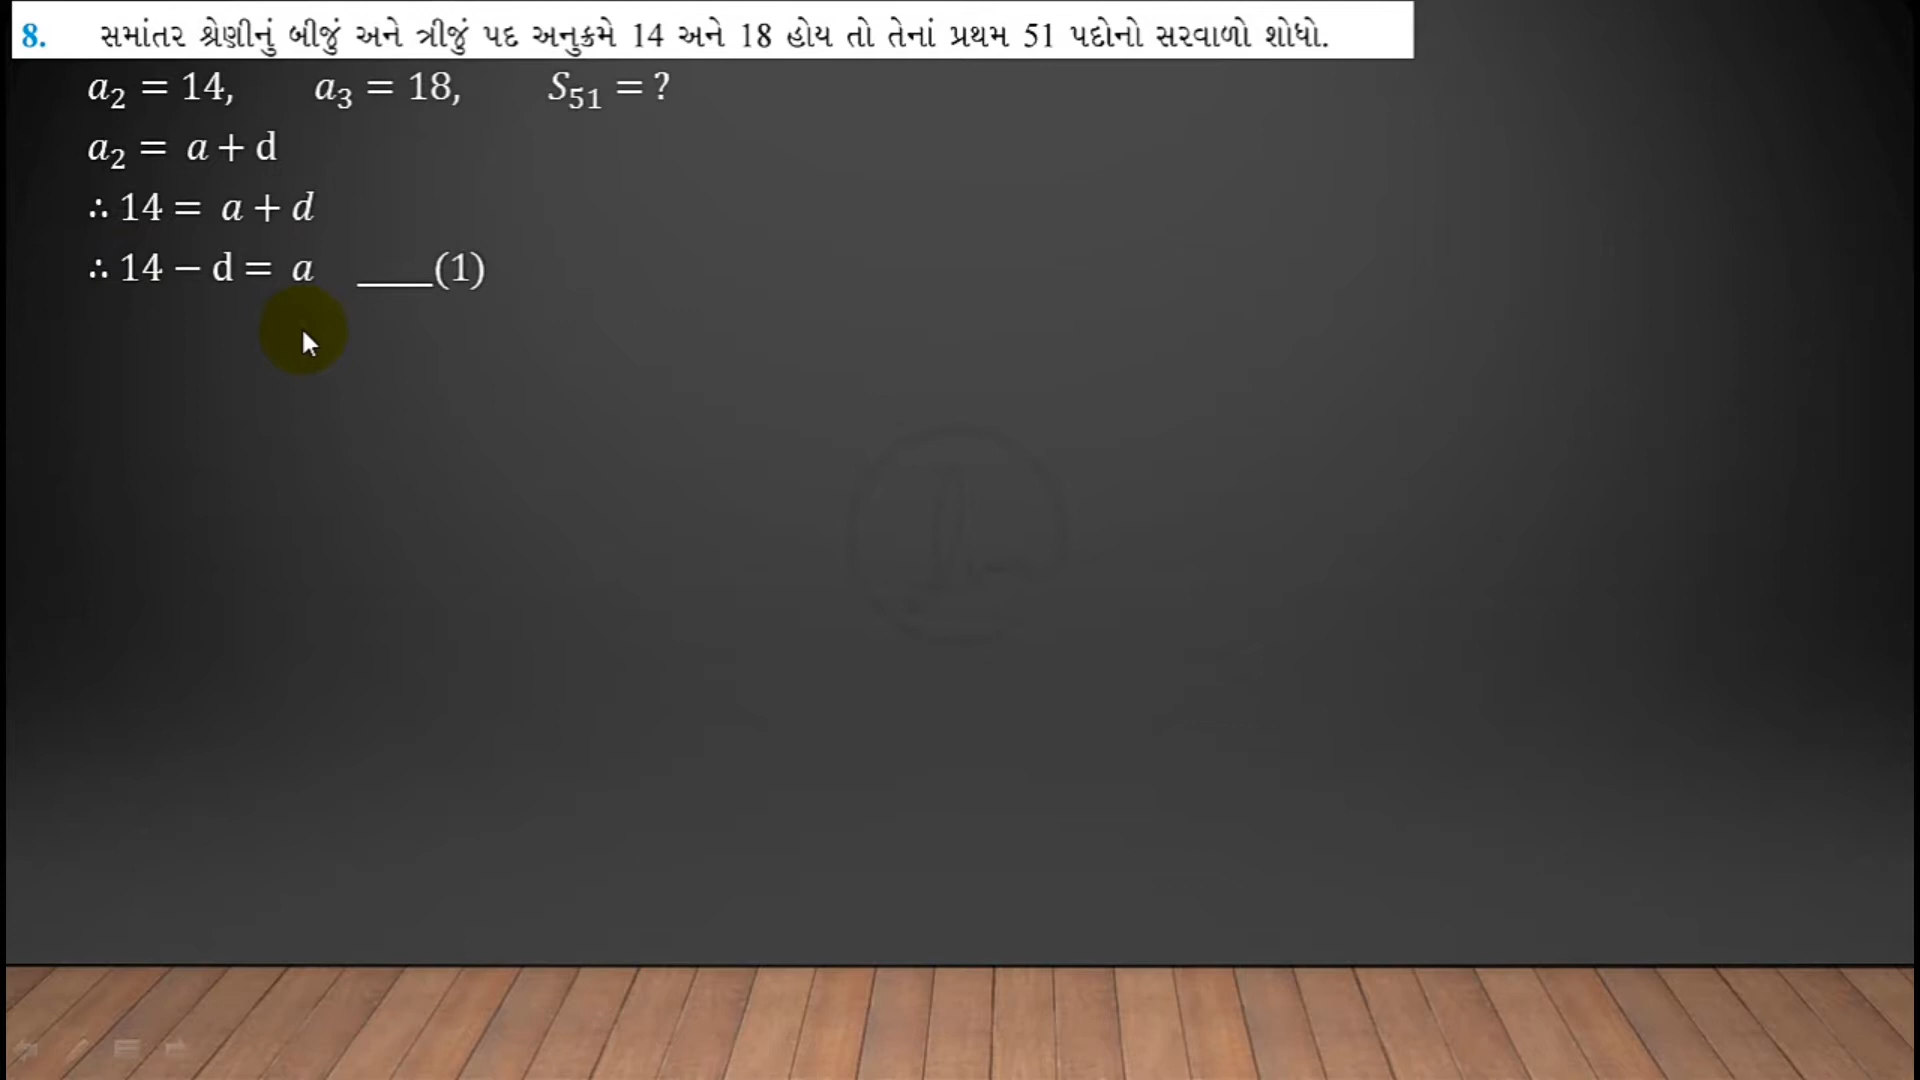 8. સમાંતર શ્રેણીનું બીજું અને ત્રીજું પદ અનુક્રમે 14 અને 18 હોય તો તેનાં પ્રથમ 51 પદોનો સરવાળો શોધો.
a₂ = 14, a₃ = 18, S₅₁ = ?
a₂ = a + d
∴ 14 = a + d
∴ 14 − d = a ____(1)